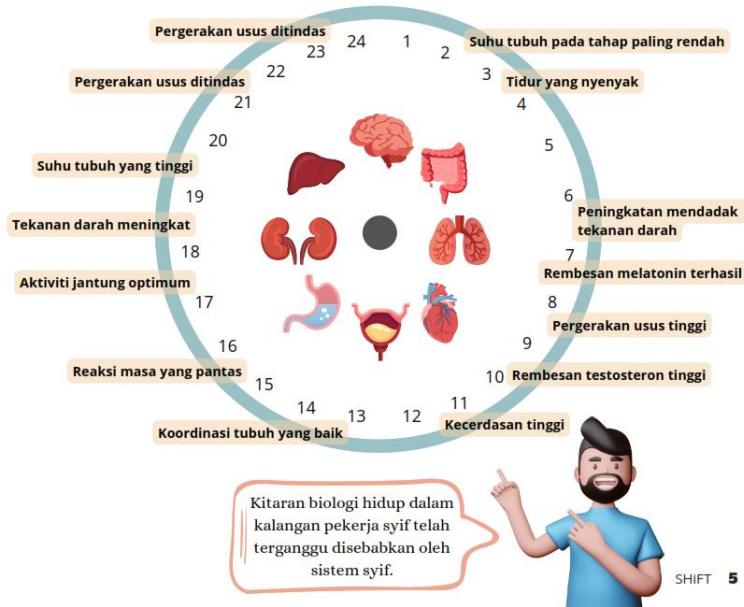 Pergerakan usus ditindas
24
1
23
2
Suhu tubuh pada tahap paling rendah
22
3
Tidur yang nyenyak
Pergerakan usus ditindas
21
4
20
5
Suhu tubuh yang tinggi
19
6
Peningkatan mendadak
tekanan darah
Tekanan darah meningkat
18
7
Rembesan melatonin terhasil
Aktiviti jantung optimum
17
8
Pergerakan usus tinggi
16
9
Reaksi masa yang pantas
15
10
Rembesan testosteron tinggi
14
11
13
12
Kecerdasan tinggi
Koordinasi tubuh yang baik
Kitaran biologi hidup dalam
kalangan pekerja syif telah
terganggu disebabkan oleh
sistem syif.
SHIFT 5